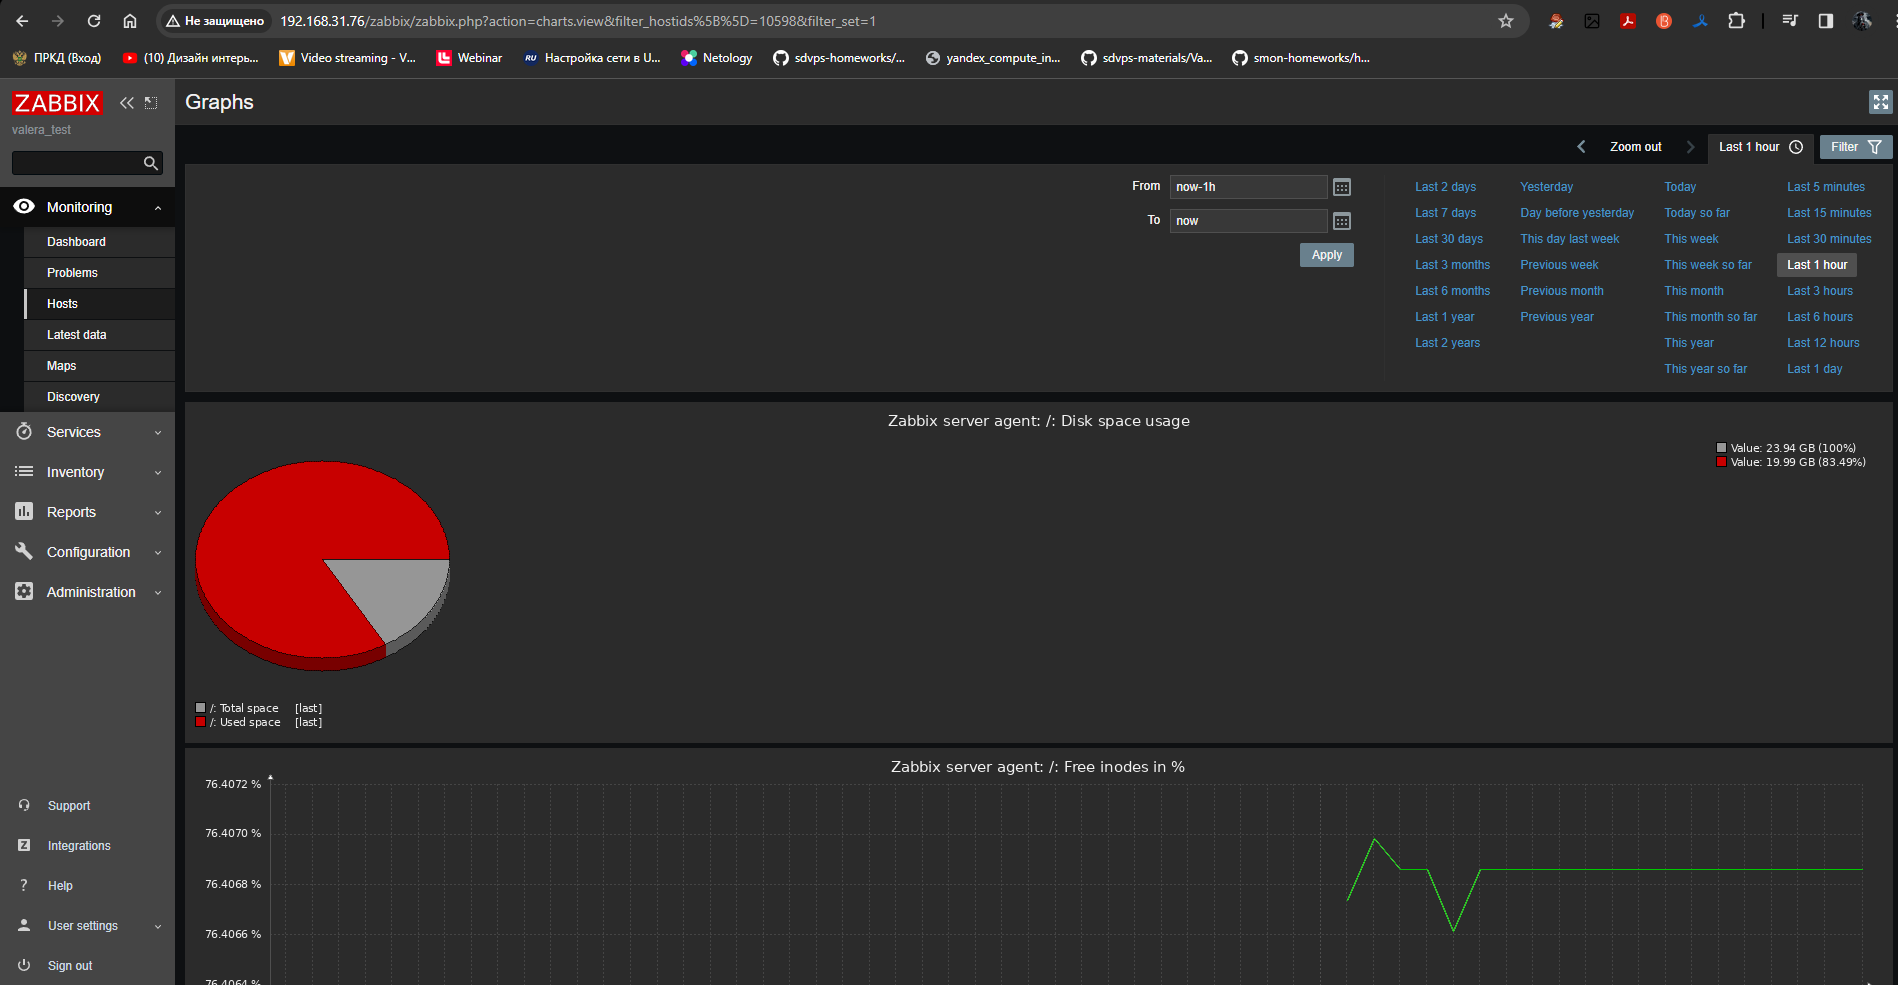 Не защищено 192.168.31.76/zabbix/zabbix.php?action=charts.view&filter_hostids%5B%5D=10598&filter_set=1
ПРКД (Вход) (10) Дизайн интерь... Video streaming - V... Webinar Настройка сети в U... Netology sdvps-homeworks/... yandex_compute_in... sdvps-materials/Va... smon-homeworks/h...
ZABBIX
valera_test
Monitoring
Dashboard
Problems
Hosts
Latest data
Maps
Discovery
Services
Inventory
Reports
Configuration
Administration
Support
Integrations
Help
User settings
Sign out
Graphs
Zoom out Last 1 hour Filter
From now-1h
To now
Apply
Last 2 days Yesterday Today Last 5 minutes
Last 7 days Day before yesterday Today so far Last 15 minutes
Last 30 days This day last week This week Last 30 minutes
Last 3 months Previous week This week so far Last 1 hour
Last 6 months Previous month This month Last 3 hours
Last 1 year Previous year This month so far Last 6 hours
Last 2 years This year Last 12 hours
This year so far Last 1 day
Zabbix server agent: /: Disk space usage
Value: 23.94 GB (100%)
Value: 19.99 GB (83.49%)
/: Total space [last]
/: Used space [last]
Zabbix server agent: /: Free inodes in %
76.4072 %
76.4070 %
76.4068 %
76.4066 %
76.4064 %